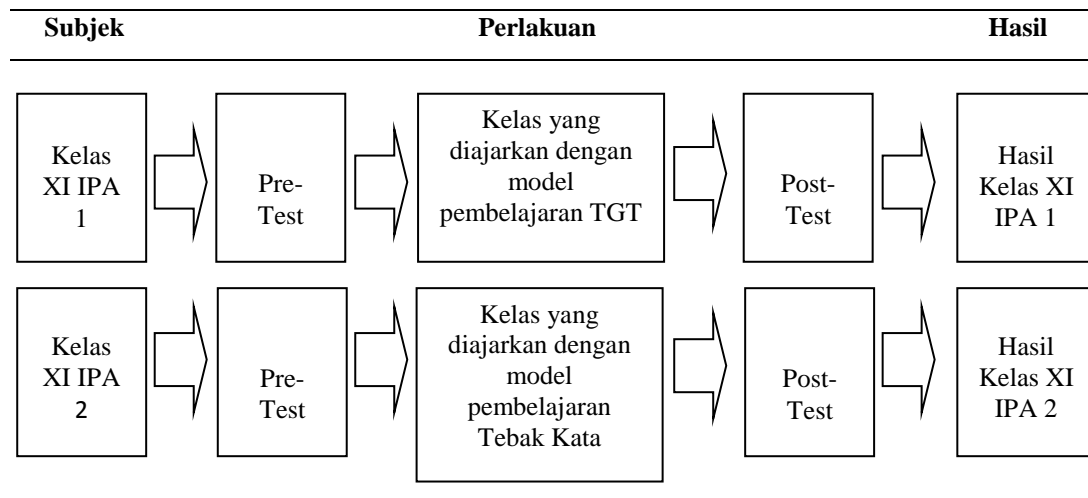 Subjek Perlakuan Hasil
Kelas
XI IPA
1
Pre-
Test
Kelas yang
diajarkan dengan
model
pembelajaran TGT
Post-
Test
Hasil
Kelas XI
IPA 1
Kelas
XI IPA
2
Pre-
Test
Kelas yang
diajarkan dengan
model
pembelajaran
Tebak Kata
Post-
Test
Hasil
Kelas XI
IPA 2